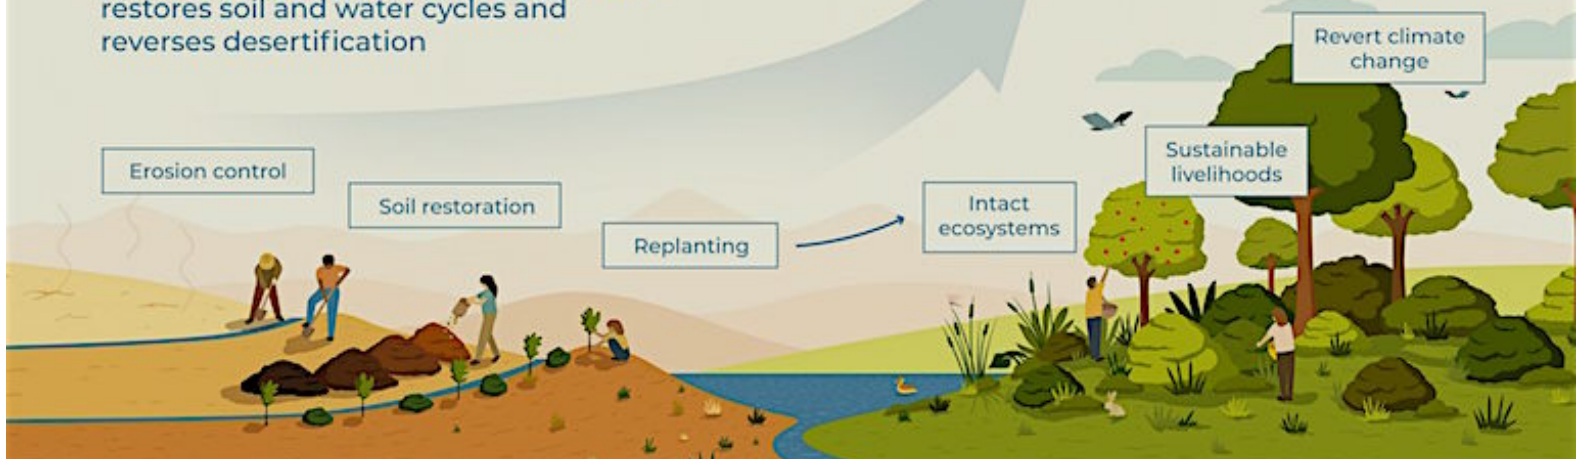 restores soil and water cycles and
reverses desertification
Revert climate
change
Sustainable
livelihoods
Erosion control
Soil restoration
Intact
ecosystems
Replanting